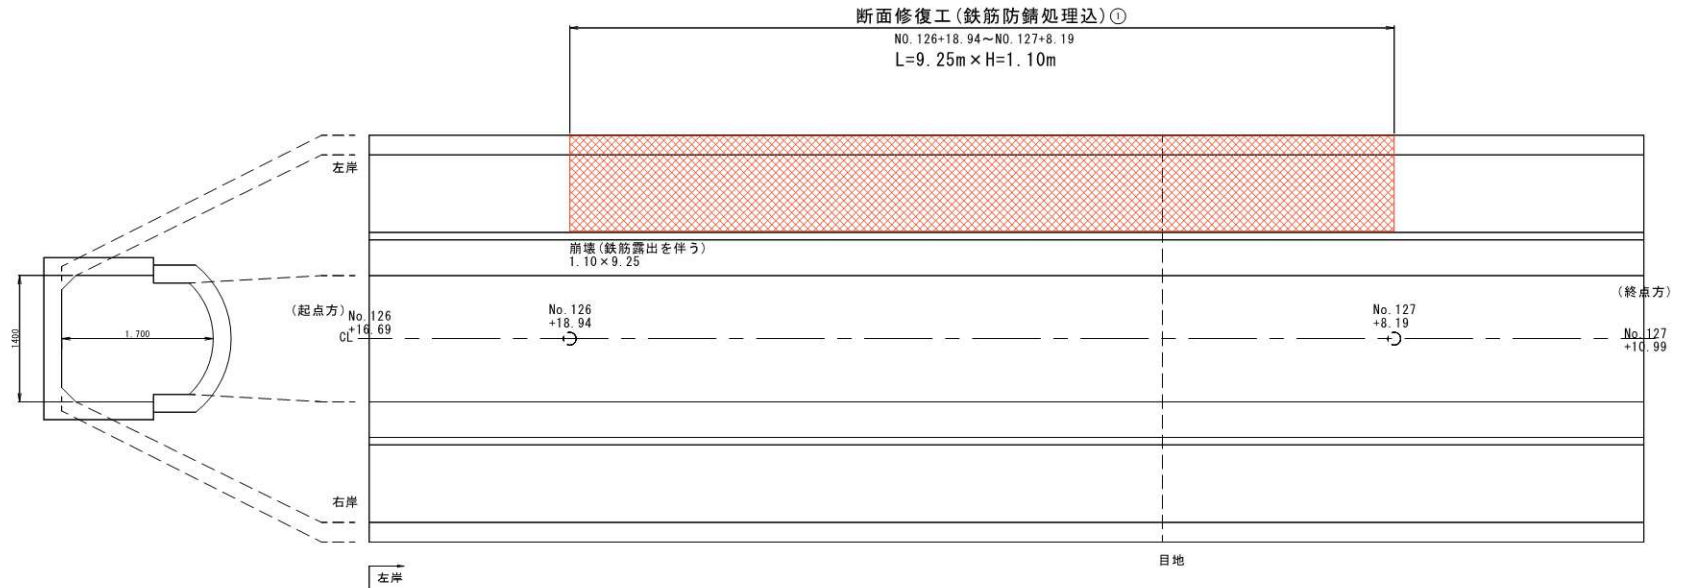 断面修復工(鉄筋防錆処理込)①
NO.126+18.94～NO.127+8.19
L=9.25m×H=1.10m
左岸
崩壊(鉄筋露出を伴う)
1.10×9.25
(起点方)
No.126
+16.69
No.126
+18.94
No.127
+8.19
(終点方)
No.127
+10.99
CL
1.700
1400
右岸
目地
左岸